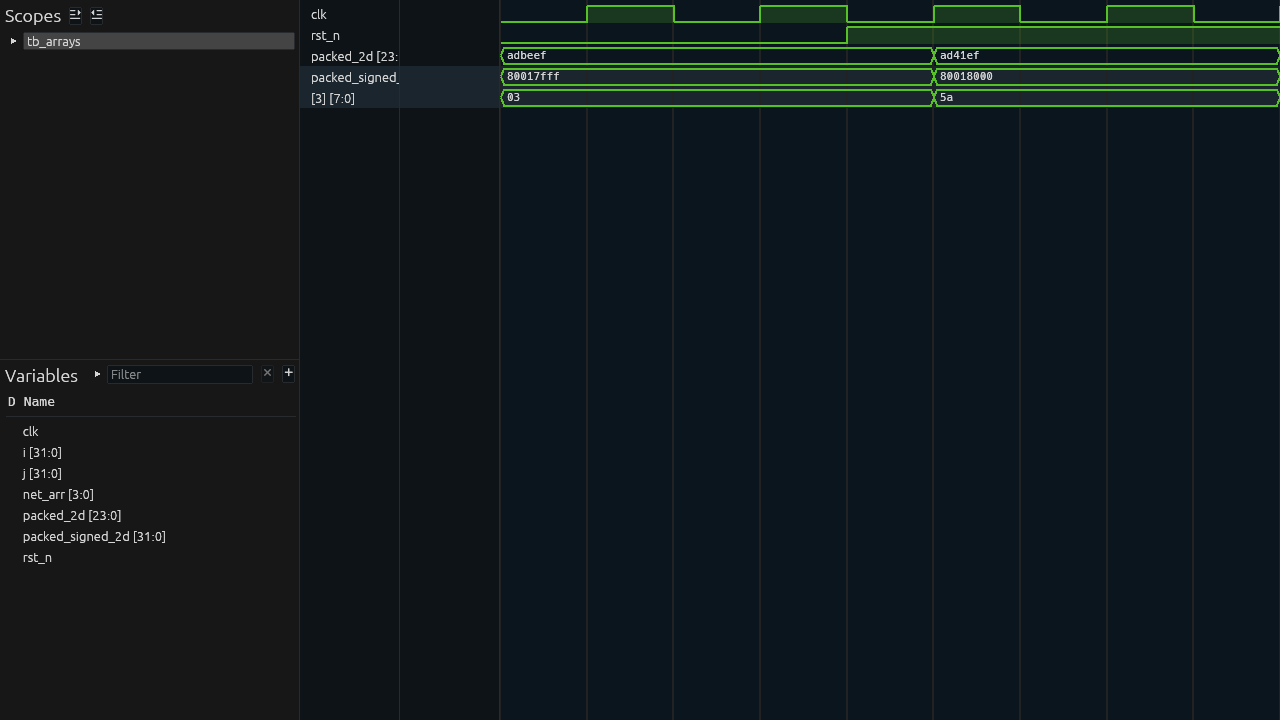 Scopes
tb_arrays
Variables
Filter
× +
D Name
clk
i [31:0]
j [31:0]
net_arr [3:0]
packed_2d [23:0]
packed_signed_2d [31:0]
rst_n
clk
rst_n
packed_2d [23: adbeef ad41ef
packed_signed_ 80017fff 80018000
[3] [7:0] 03 5a